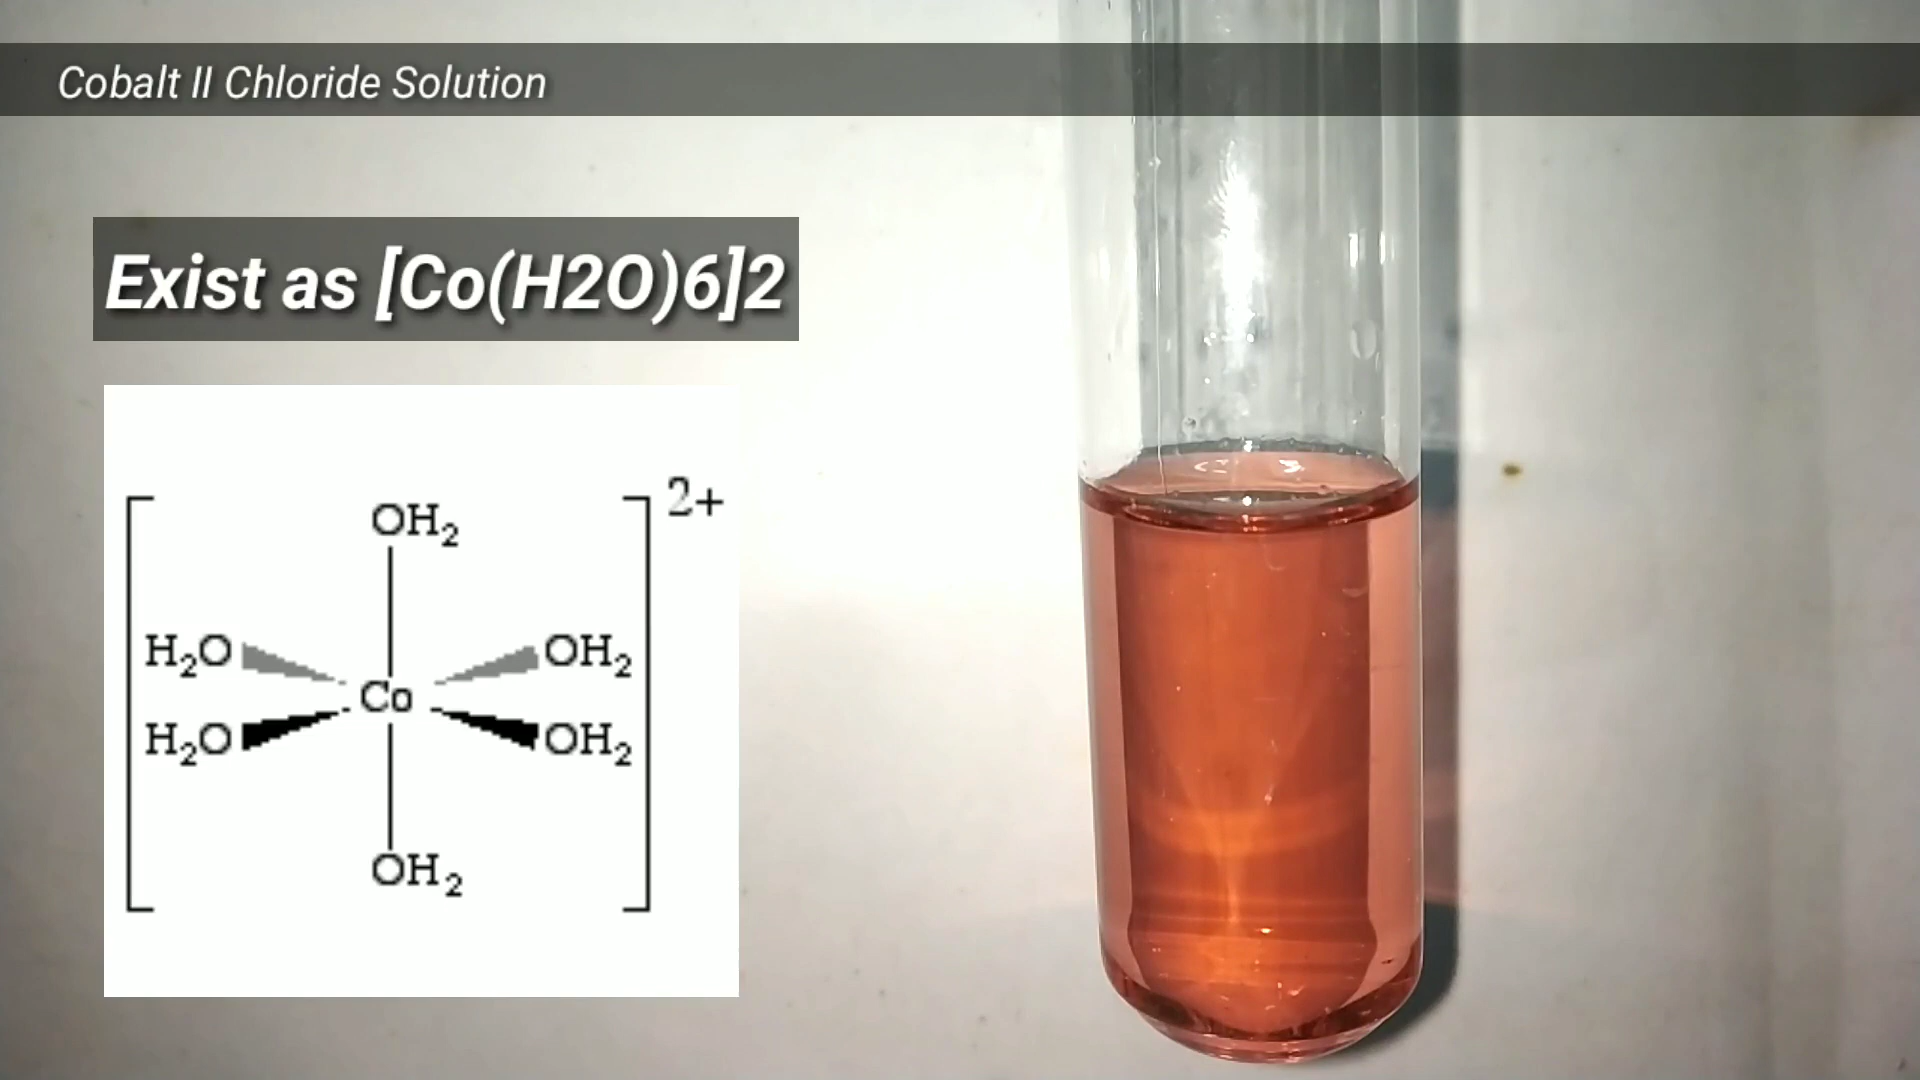 Cobalt II Chloride Solution
Exist as [Co(H2O)6]2
2+
OH2
H2O OH2
Co
H2O OH2
OH2